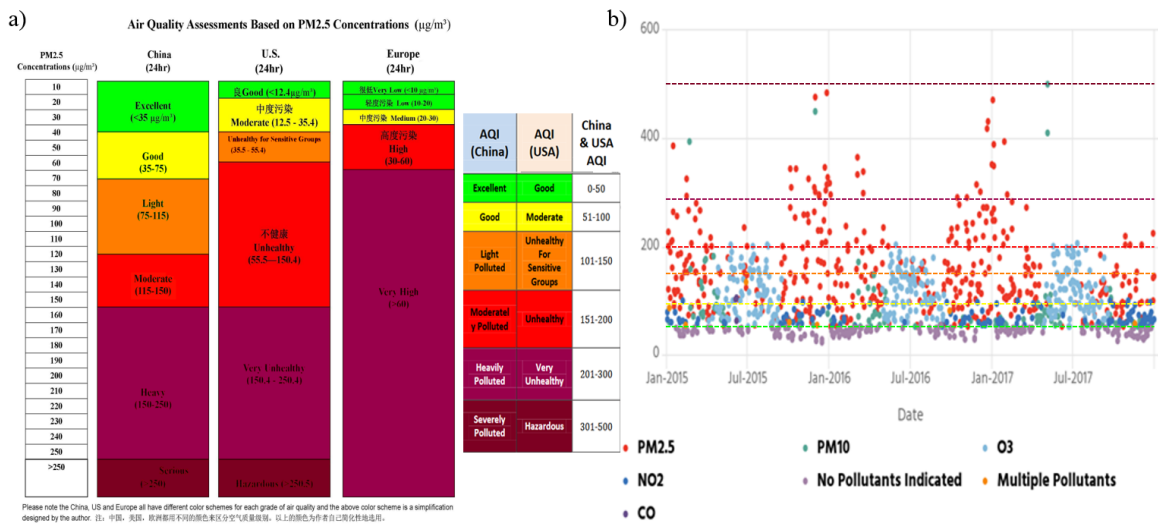 a)
Air Quality Assessments Based on PM2.5 Concentrations (µg/m³)
PM2.5
Concentrations (µg/m³)
China
(24hr)
U.S.
(24hr)
Europe
(24hr)
10
20
30
40
50
60
70
80
90
100
110
120
130
140
150
160
170
180
190
200
210
220
230
240
250
>250
Excellent
(<35 µg/m³)
Good
(35-75)
Light
(75-115)
Moderate
(115-150)
Heavy
(150-250)
Serious
(>250)
良Good (<12.4µg/m³)
中度污染
Moderate (12.5 - 35.4)
Unhealthy for Sensitive Groups
(35.5 - 55.4)
不健康
Unhealthy
(55.5—150.4)
Very Unhealthy
(150.4 - 250.4)
Hazardous (>250.5)
很低Very Low (<10 µg/m³)
轻度污染 Low (10-20)
中度污染 Medium (20-30)
高度污染
High
(30-60)
Very High
(>60)
AQI
(China)
AQI
(USA)
China
& USA
AQI
Excellent
Good
0-50
Good
Moderate
51-100
Light
Polluted
Unhealthy
For
Sensitive
Groups
101-150
Moderatel
y Polluted
Unhealthy
151-200
Heavily
Polluted
Very
Unhealthy
201-300
Severely
Polluted
Hazardous
301-500
Please note the China, US and Europe all have different color schemes for each grade of air quality and the above color scheme is a simplification
designed by the author. 注：中国，美国，欧洲都用不同的颜色来区分空气质量级别。以上的颜色为作者自己简化性地选用。
b)
600
400
200
0
Jan-2015
Jul-2015
Jan-2016
Jul-2016
Jan-2017
Jul-2017
Date
PM2.5
PM10
O3
NO2
No Pollutants Indicated
Multiple Pollutants
CO